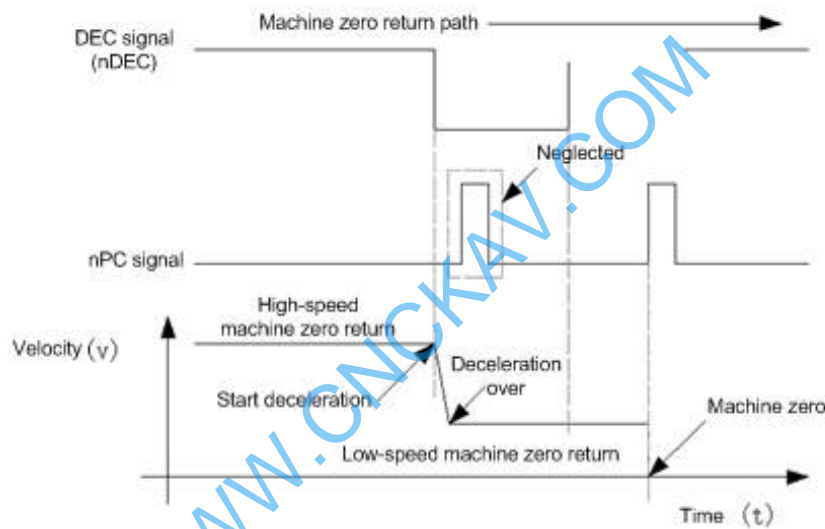 Machine zero return path
DEC signal
(nDEC)
Neglected
nPC signal
High-speed
machine zero return
Velocity (v)
Deceleration
over
Start deceleration
Machine zero
Low-speed machine zero return
Time (t)
WWW.CNCKAV.COM